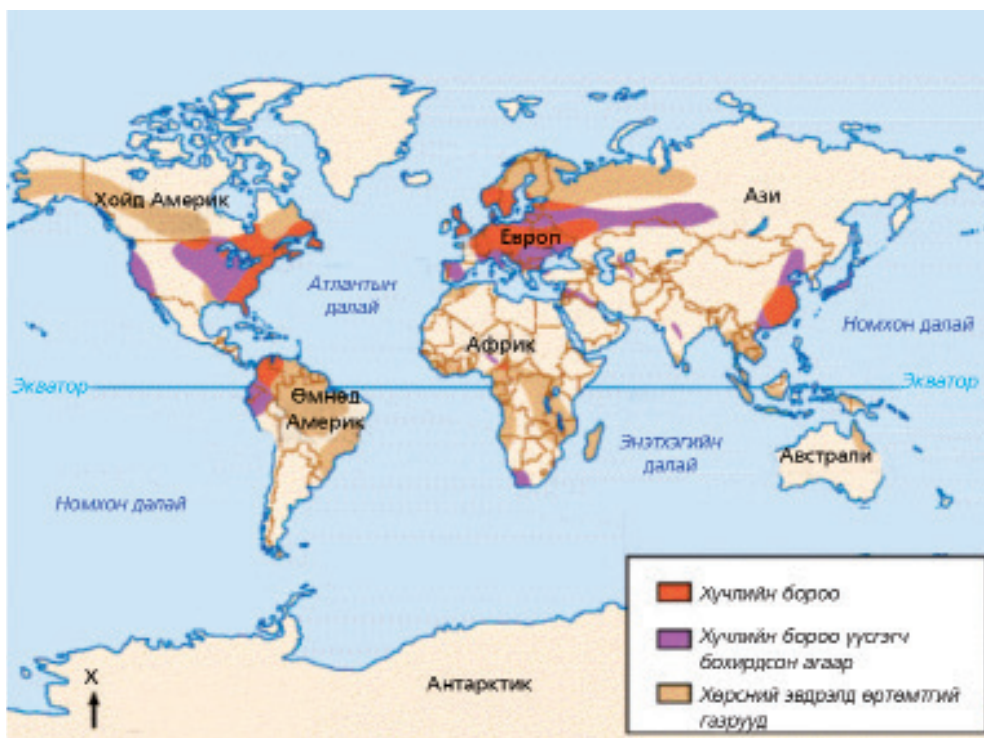 Хойд Америк
Ази
Европ
Атлантын
далай
Номхон далай
Африк
Экватор
Экватор
Өмнөд
Америк
Энэтхэгийн
далай
Австрали
Номхон далай
Хүчлийн бороо
Хүчлийн бороо үүсгэгч
бохирдсон агаар
Хөрсний эвдрэлд өртөмтгий
газрууд
Х
Антарктик